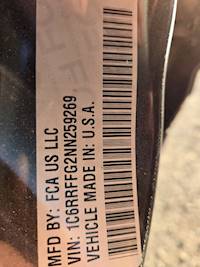 MFD BY: FCA US LLC
VIN: 1C6RRFFG2NN259269
VEHICLE MADE IN: U.S.A.